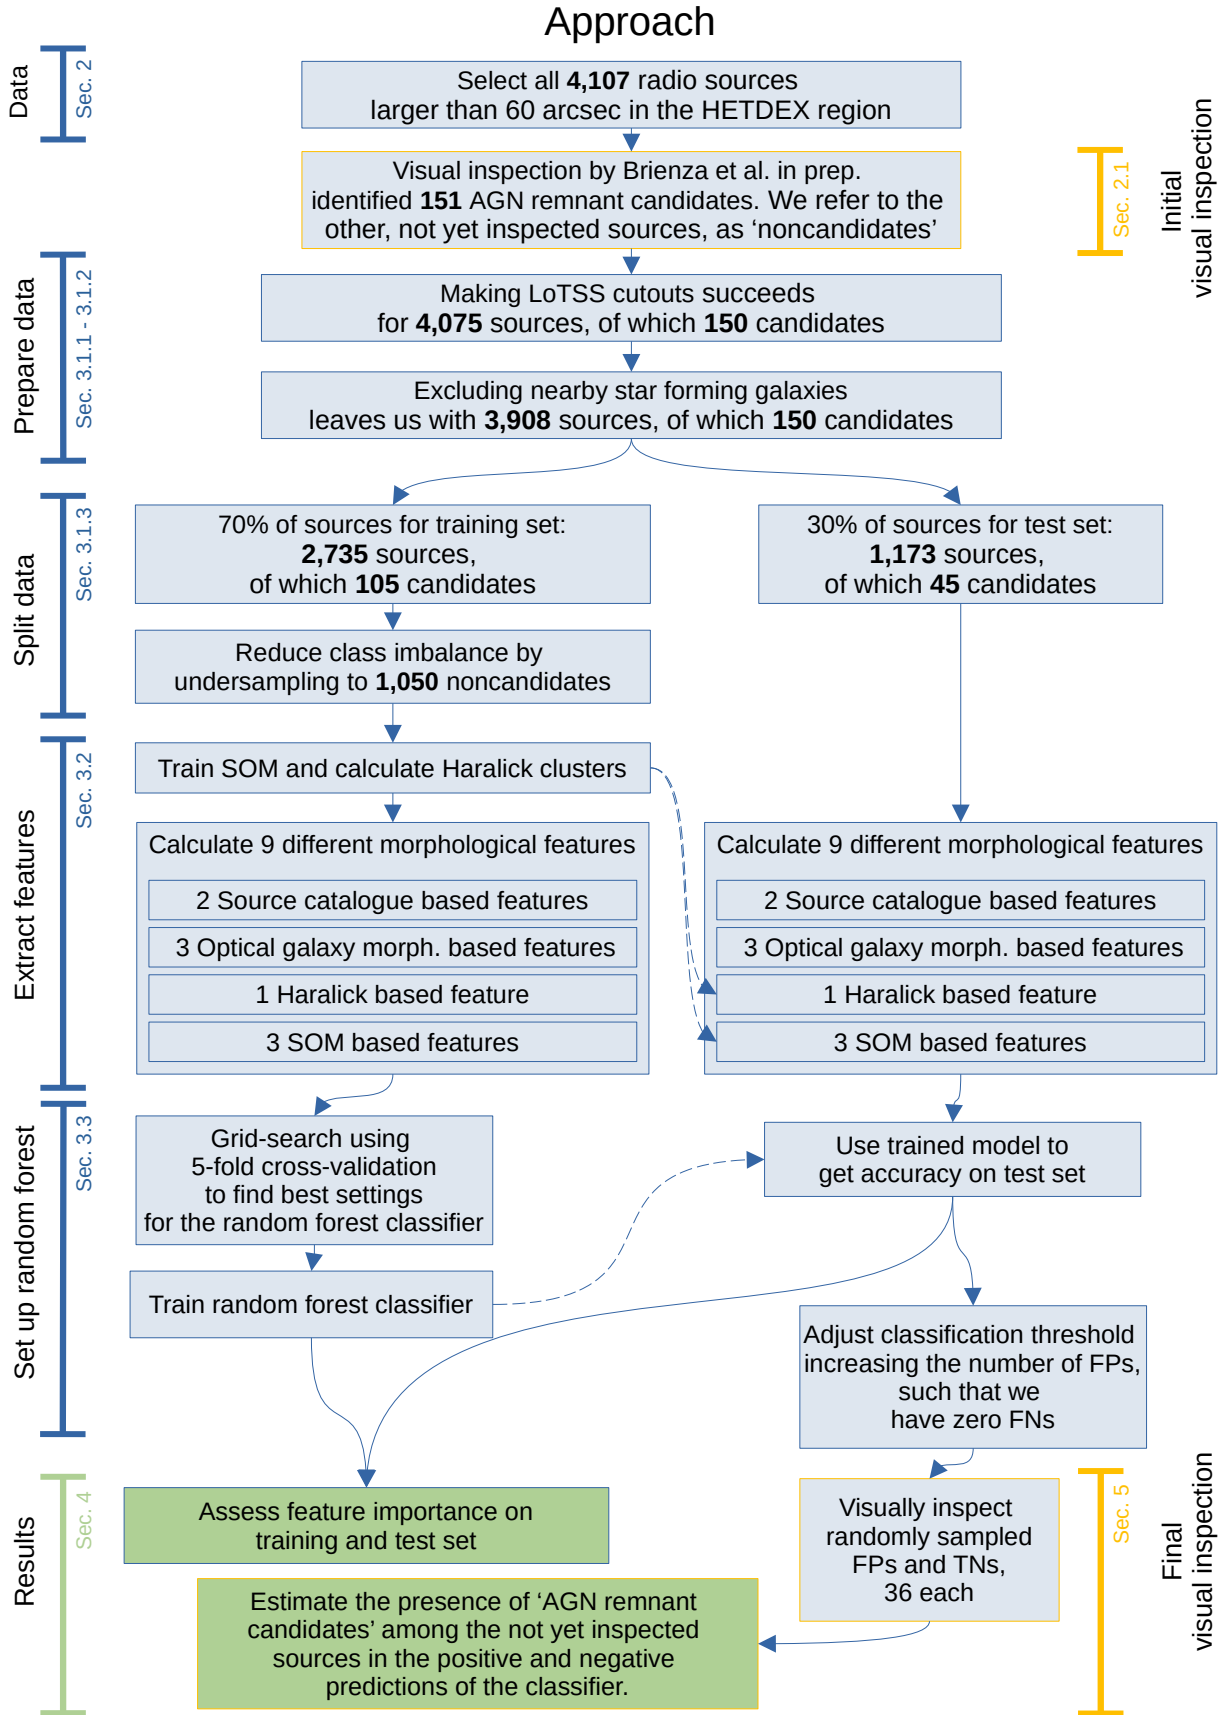 Approach
Data
Sec. 2
Select all 4,107 radio sources
larger than 60 arcsec in the HETDEX region
Visual inspection by Brienza et al. in prep.
identified 151 AGN remnant candidates. We refer to the
other, not yet inspected sources, as ‘noncandidates’
Sec. 2.1
Initial
visual inspection
Prepare data
Sec. 3.1.1 - 3.1.2
Making LoTSS cutouts succeeds
for 4,075 sources, of which 150 candidates
Excluding nearby star forming galaxies
leaves us with 3,908 sources, of which 150 candidates
Split data
Sec. 3.1.3
70% of sources for training set:
2,735 sources,
of which 105 candidates
30% of sources for test set:
1,173 sources,
of which 45 candidates
Reduce class imbalance by
undersampling to 1,050 noncandidates
Extract features
Sec. 3.2
Train SOM and calculate Haralick clusters
Calculate 9 different morphological features
2 Source catalogue based features
3 Optical galaxy morph. based features
1 Haralick based feature
3 SOM based features
Calculate 9 different morphological features
2 Source catalogue based features
3 Optical galaxy morph. based features
1 Haralick based feature
3 SOM based features
Set up random forest
Sec. 3.3
Grid-search using
5-fold cross-validation
to find best settings
for the random forest classifier
Use trained model to
get accuracy on test set
Train random forest classifier
Adjust classification threshold
increasing the number of FPs,
such that we
have zero FNs
Results
Sec. 4
Assess feature importance on
training and test set
Visually inspect
randomly sampled
FPs and TNs,
36 each
Sec. 5
Final
visual inspection
Estimate the presence of ‘AGN remnant
candidates’ among the not yet inspected
sources in the positive and negative
predictions of the classifier.